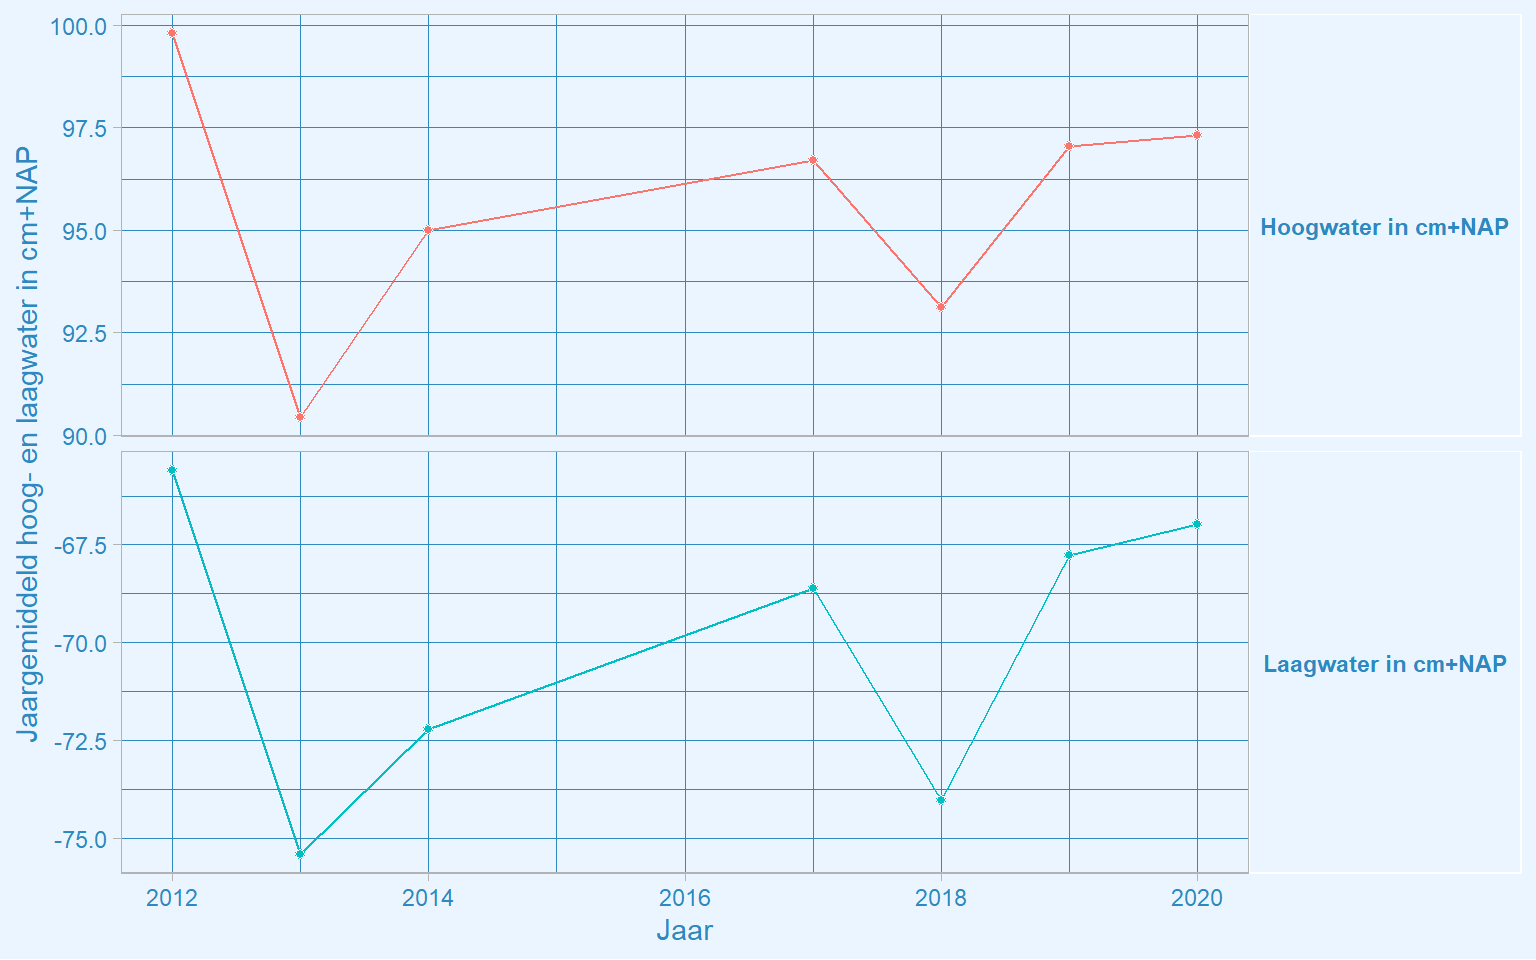 Jaargemiddeld hoog- en laagwater in cm+NAP
100.0
97.5
95.0
92.5
90.0
Hoogwater in cm+NAP
-67.5
-70.0
-72.5
-75.0
Laagwater in cm+NAP
2012 2014 2016 2018 2020
Jaar